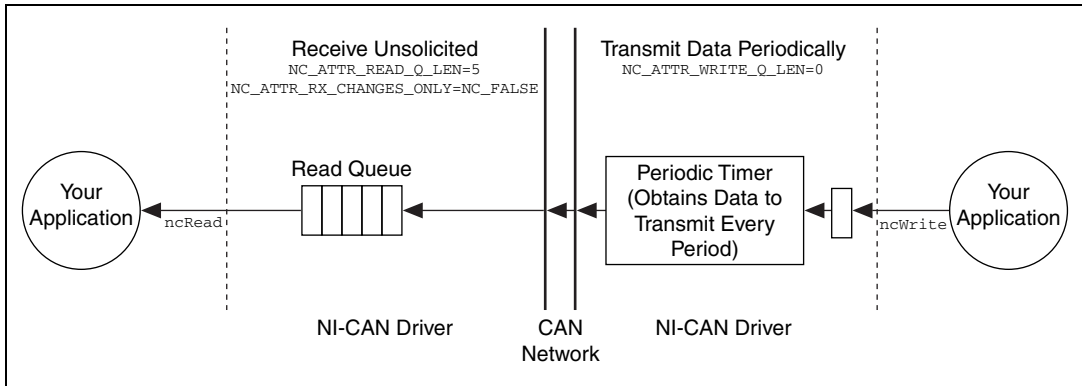 Receive Unsolicited
NC_ATTR_READ_Q_LEN=5
NC_ATTR_RX_CHANGES_ONLY=NC_FALSE
Transmit Data Periodically
NC_ATTR_WRITE_Q_LEN=0
Your
Application
ncRead
Read Queue
Periodic Timer
(Obtains Data to
Transmit Every
Period)
ncWrite
Your
Application
NI-CAN Driver
CAN
Network
NI-CAN Driver